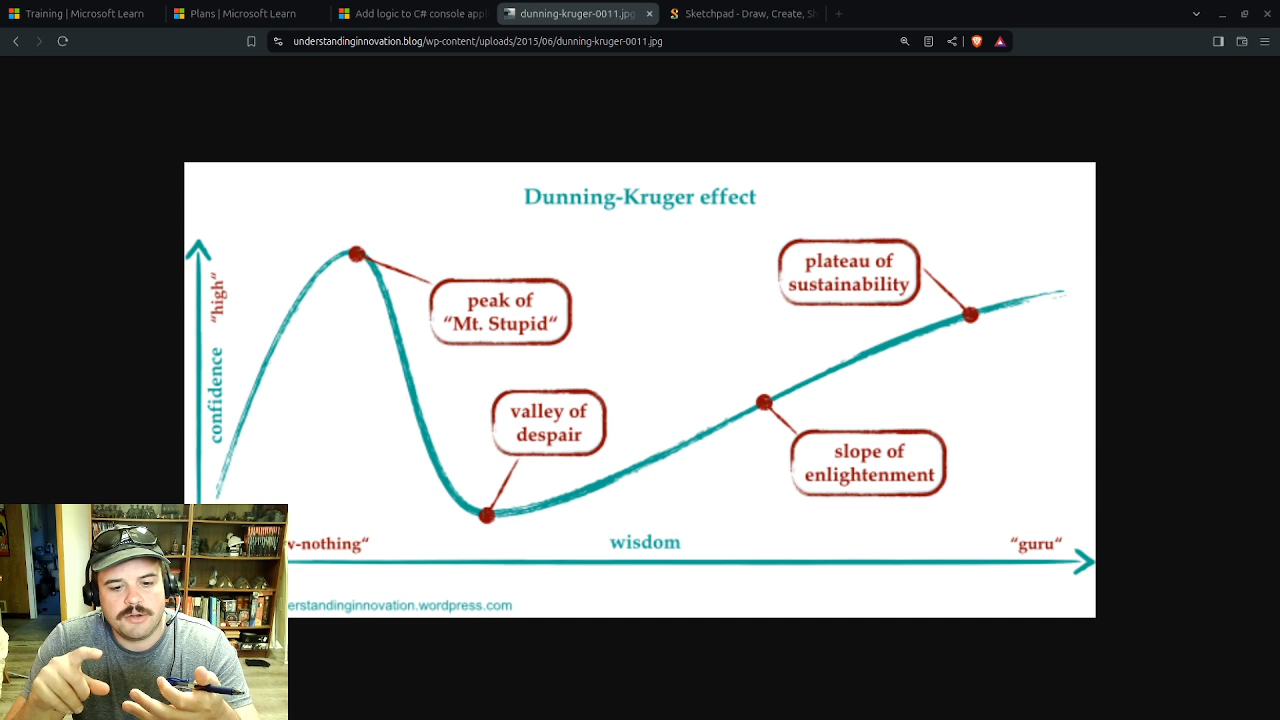 Training | Microsoft Learn
Plans | Microsoft Learn
Add logic to C# console appl
dunning-kruger-0011.jpg
Sketchpad - Draw, Create, Sh
understandinginnovation.blog/wp-content/uploads/2015/06/dunning-kruger-0011.jpg
Dunning-Kruger effect
plateau of
sustainability
"high"
peak of
"Mt. Stupid"
confidence
valley of
despair
slope of
enlightenment
w-nothing"
wisdom
"guru"
erstandinginnovation.wordpress.com